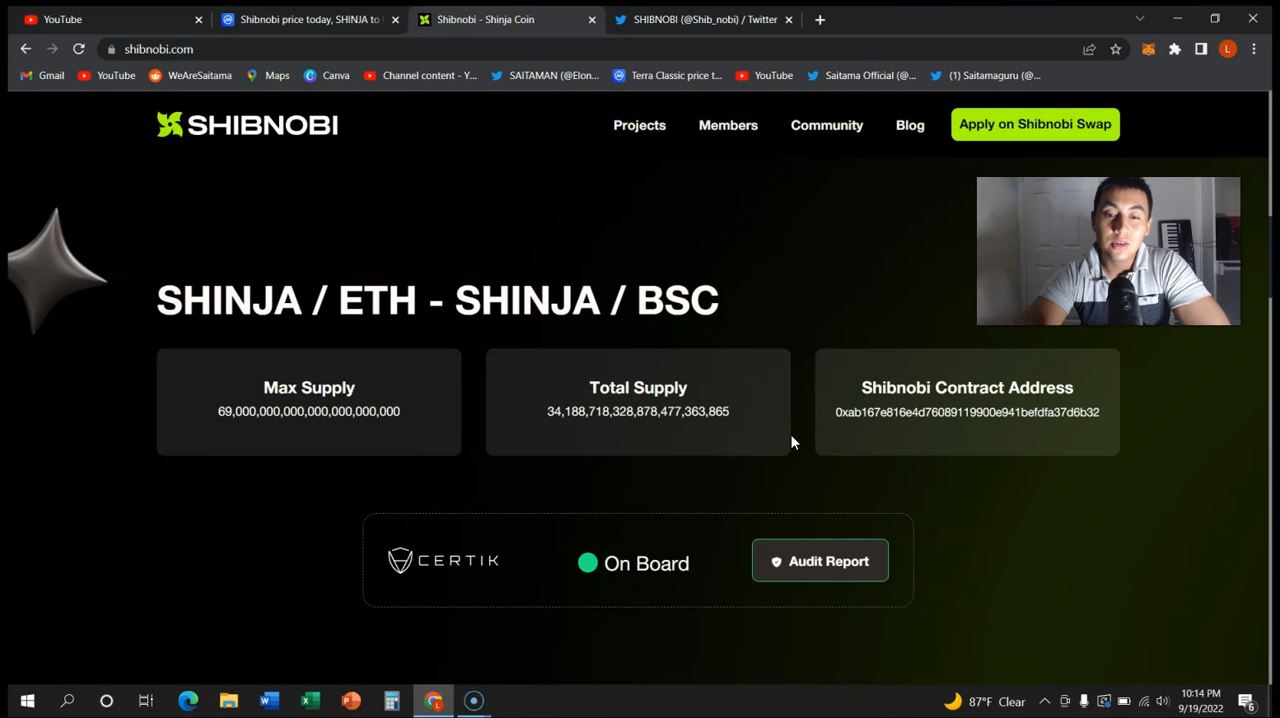 YouTube
Shibnobi price today, SHINJA to
Shibnobi - Shinja Coin
SHIBNOBI (@Shib_nobi) / Twitter
shibnobi.com
L
Gmail
YouTube
WeAreSaitama
Maps
Canva
Channel content - Y...
SAITAMAN (@Elon...
Terra Classic price t...
YouTube
Saitama Official (@...
(1) Saitamaguru (@...
SHIBNOBI
Projects
Members
Community
Blog
Apply on Shibnobi Swap
SHINJA / ETH - SHINJA / BSC
Max Supply
69,000,000,000,000,000,000,000
Total Supply
34,188,718,328,878,477,363,865
Shibnobi Contract Address
0xab167e816e4d76089119900e941befdfa37d6b32
CERTIK
On Board
Audit Report
87°F Clear
10:14 PM
9/19/2022
6